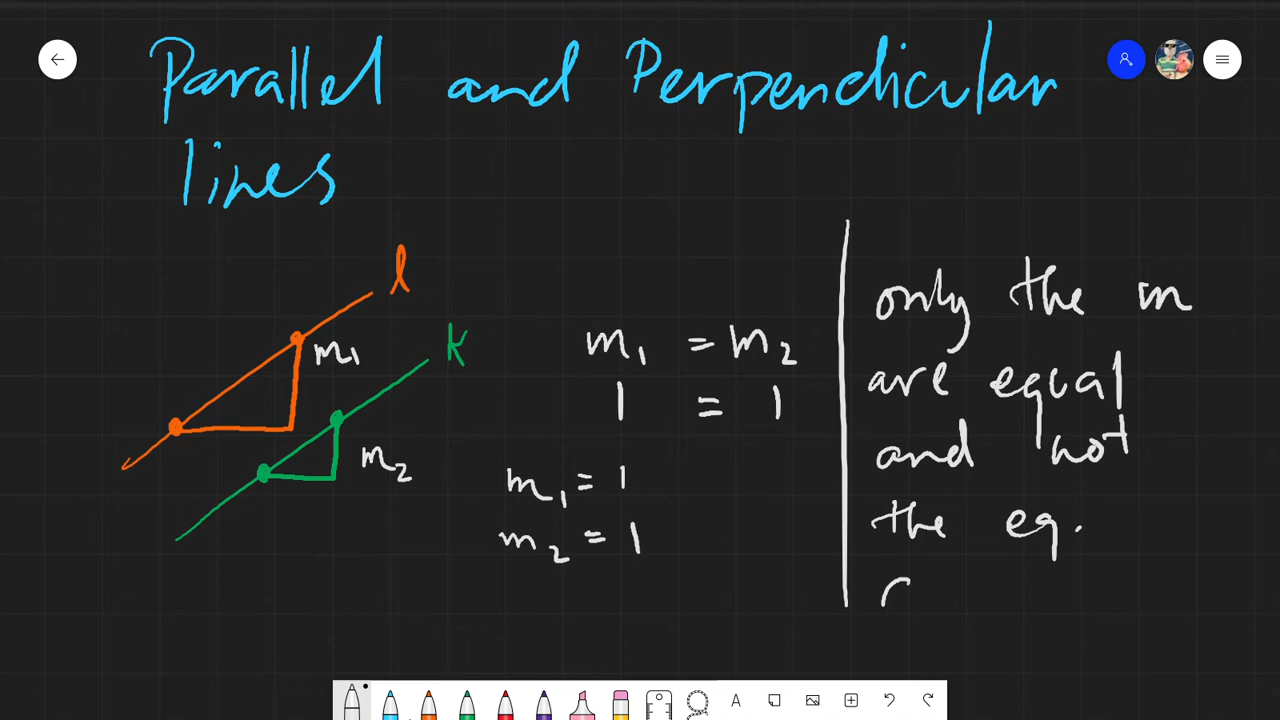 Parallel and Perpendicular
lines
l
k
m₁
m₂
m₁ = m₂
1 = 1
m₁ = 1
m₂ = 1
only the m
are equal
and not
the eq.
A